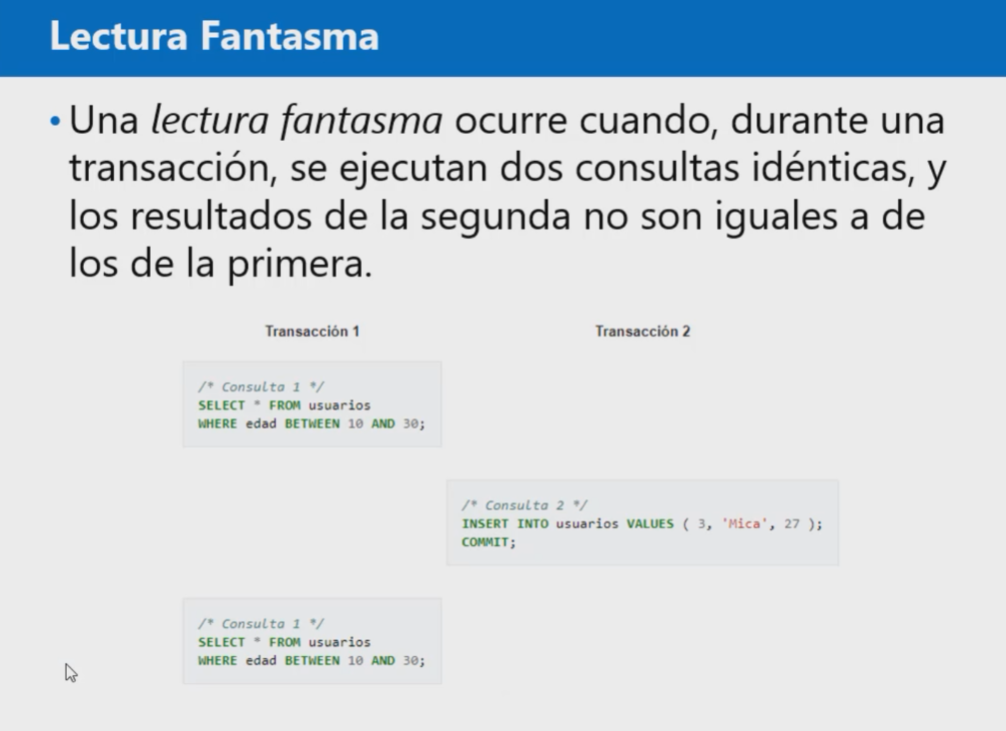 Lectura Fantasma
• Una lectura fantasma ocurre cuando, durante una
transacción, se ejecutan dos consultas idénticas, y
los resultados de la segunda no son iguales a de
los de la primera.
Transacción 1
Transacción 2
/* Consulta 1 */
SELECT * FROM usuarios
WHERE edad BETWEEN 10 AND 30;
/* Consulta 2 */
INSERT INTO usuarios VALUES ( 3, 'Mica', 27 );
COMMIT;
/* Consulta 1 */
SELECT * FROM usuarios
WHERE edad BETWEEN 10 AND 30;